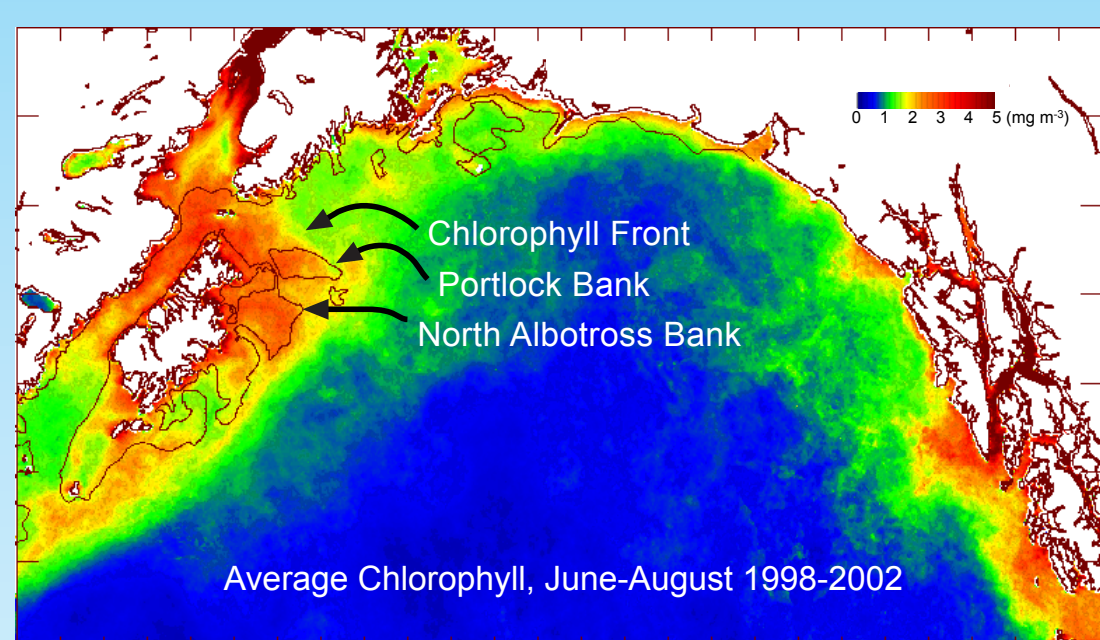 0 1 2 3 4 5 (mg m⁻³)
Chlorophyll Front
Portlock Bank
North Albotross Bank
Average Chlorophyll, June-August 1998-2002